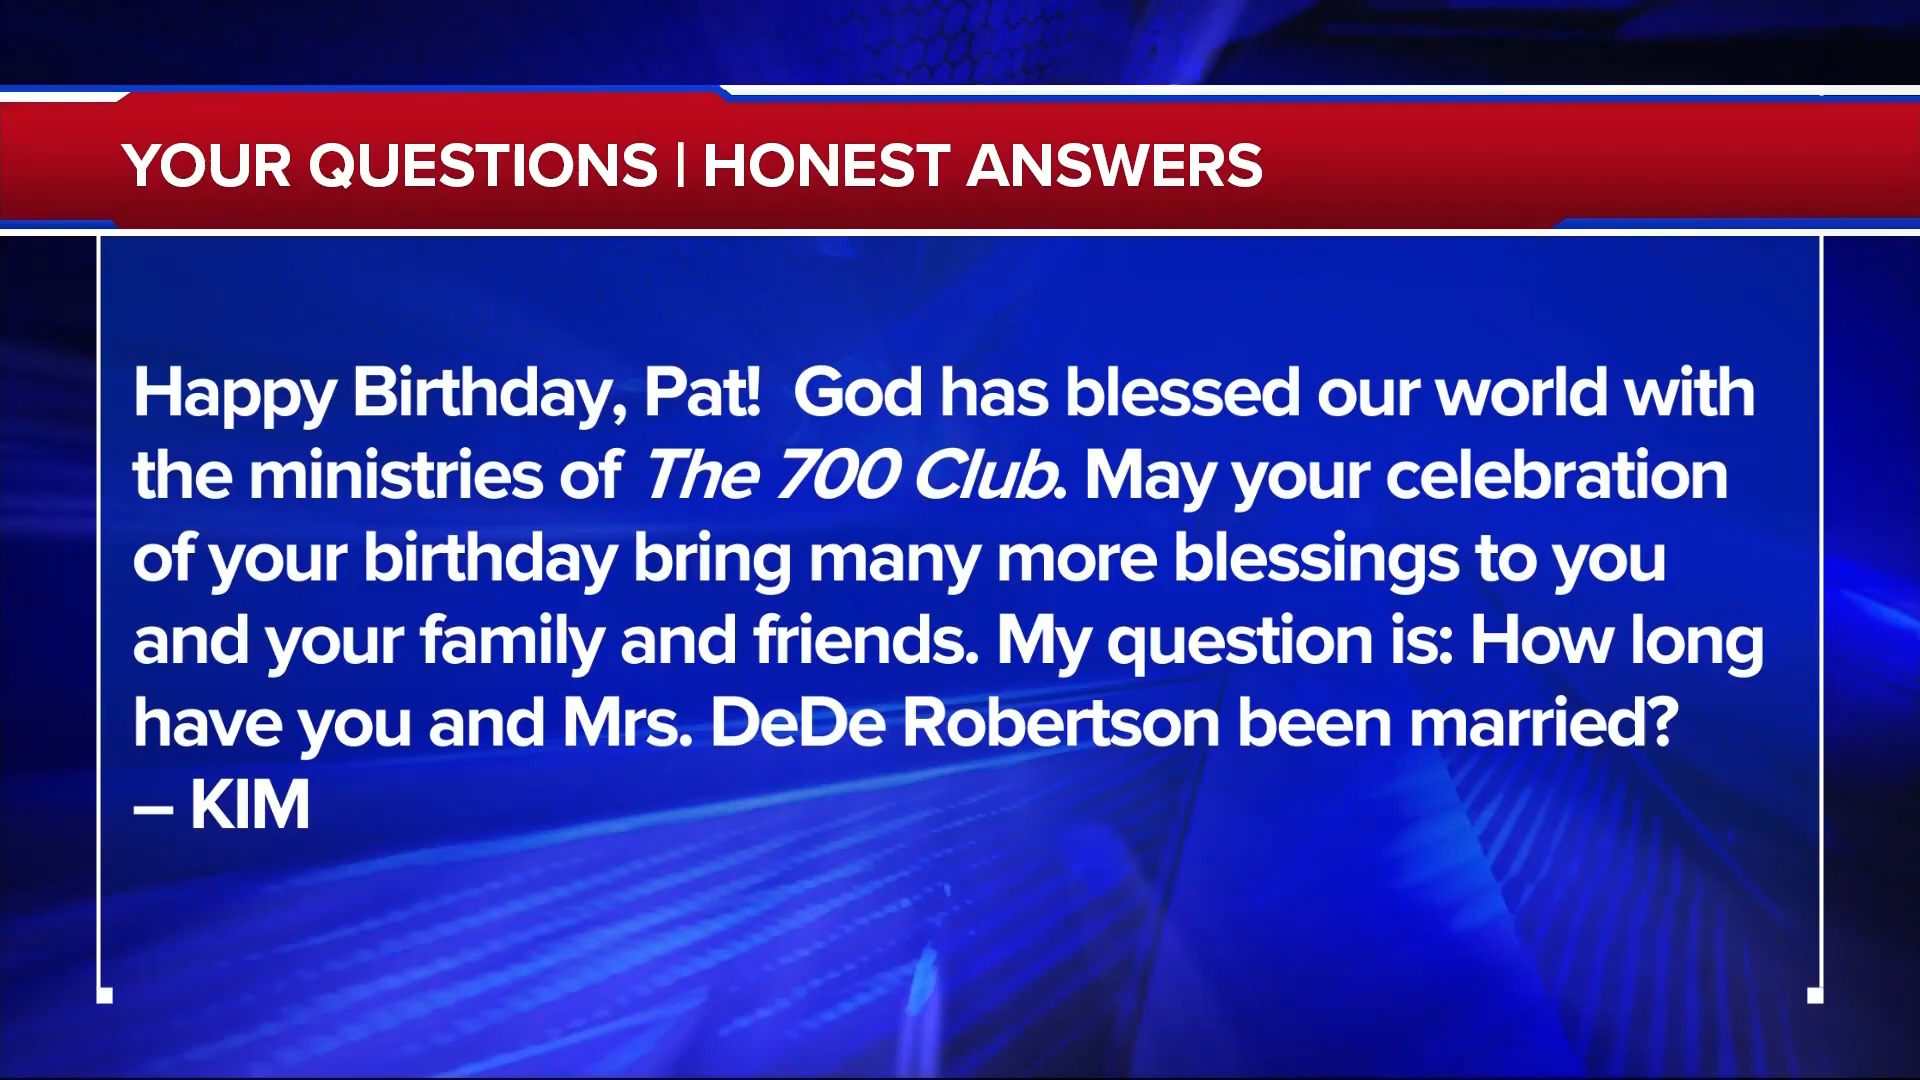 YOUR QUESTIONS | HONEST ANSWERS
Happy Birthday, Pat!  God has blessed our world with
the ministries of The 700 Club. May your celebration
of your birthday bring many more blessings to you
and your family and friends. My question is: How long
have you and Mrs. DeDe Robertson been married?
– KIM